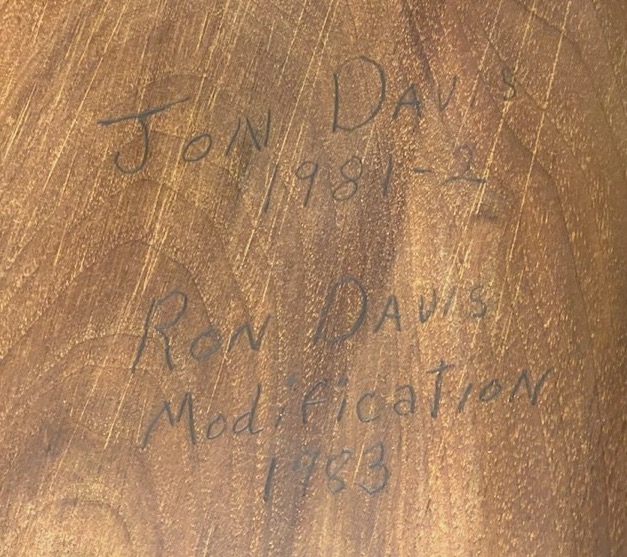 JON DAVIS
1981-2
RON DAVIS
Modification
1983